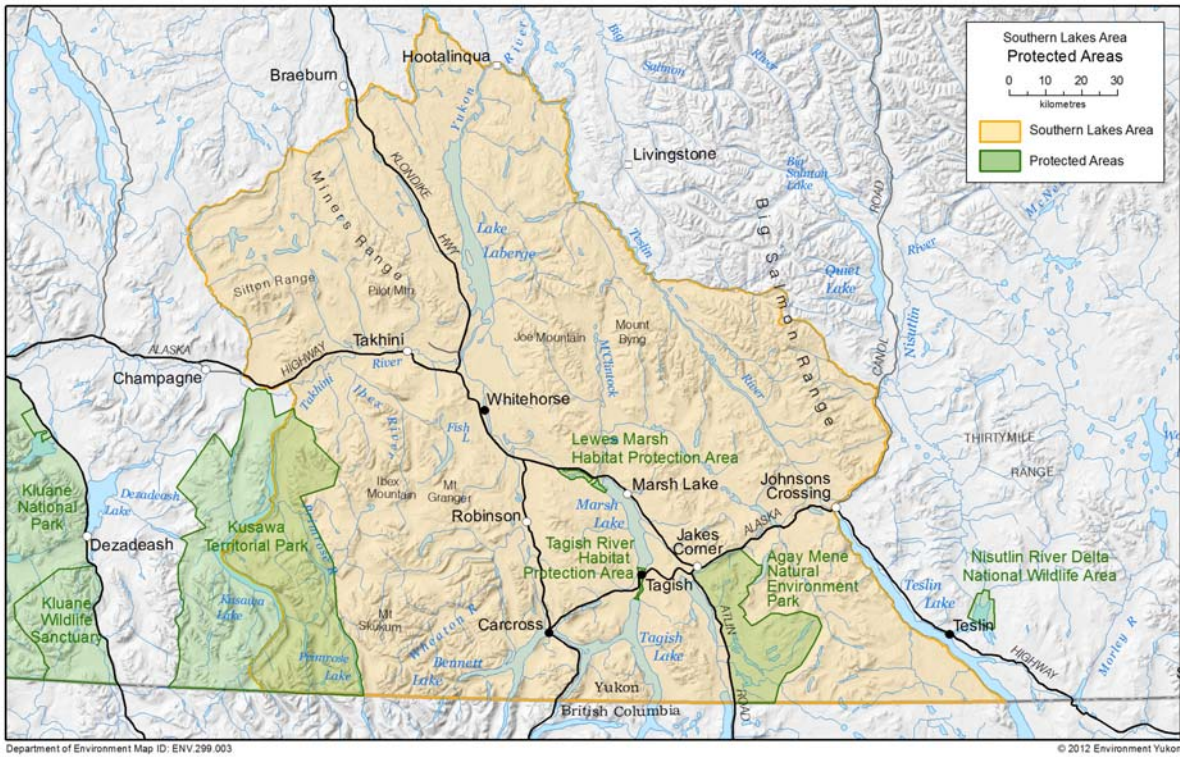 Southern Lakes Area
Protected Areas
0 10 20 30
kilometres
Southern Lakes Area
Protected Areas
Hootalinqua
River
Yukon
Braeburn
Big
Salmon
River
Livingstone
Big
Salmon
Lake
ROAD
KLONDIKE
HWY
Miners Range
Lake
Laberge
Teslin
River
Big Salmon Range
Quiet
Lake
River
Nisutlin
CANOL
Sitton Range
Pilot Mtn
Joe Mountain
Mount
Byng
M'Clintock
Takhini
ALASKA
HIGHWAY
River
Champagne
Takhini
Ibex
River
Whitehorse
Fish
L
Lewes Marsh
Habitat Protection Area
THIRTYMILE
RANGE
Kluane
National
Park
Dezadeash
Lake
Ibex
Mountain
Mt
Granger
Marsh Lake
Johnsons
Crossing
Kusawa
Territorial Park
Primrose R
Robinson
Marsh
Lake
Jakes
Corner
ALASKA
Dezadeash
Tagish River
Habitat
Protection Area
Tagish
Agay Mene
Natural
Environment
Park
Nisutlin River Delta
National Wildlife Area
Teslin
Lake
Kluane
Wildlife
Sanctuary
Kusawa
Lake
Mt
Skukum
Wheaton R
Carcross
ATLIN
ROAD
Teslin
Morley R
HIGHWAY
Primrose
Lake
Bennett
Lake
Tagish
Lake
Yukon
British Columbia
Department of Environment Map ID: ENV.299.003
© 2012 Environment Yukon